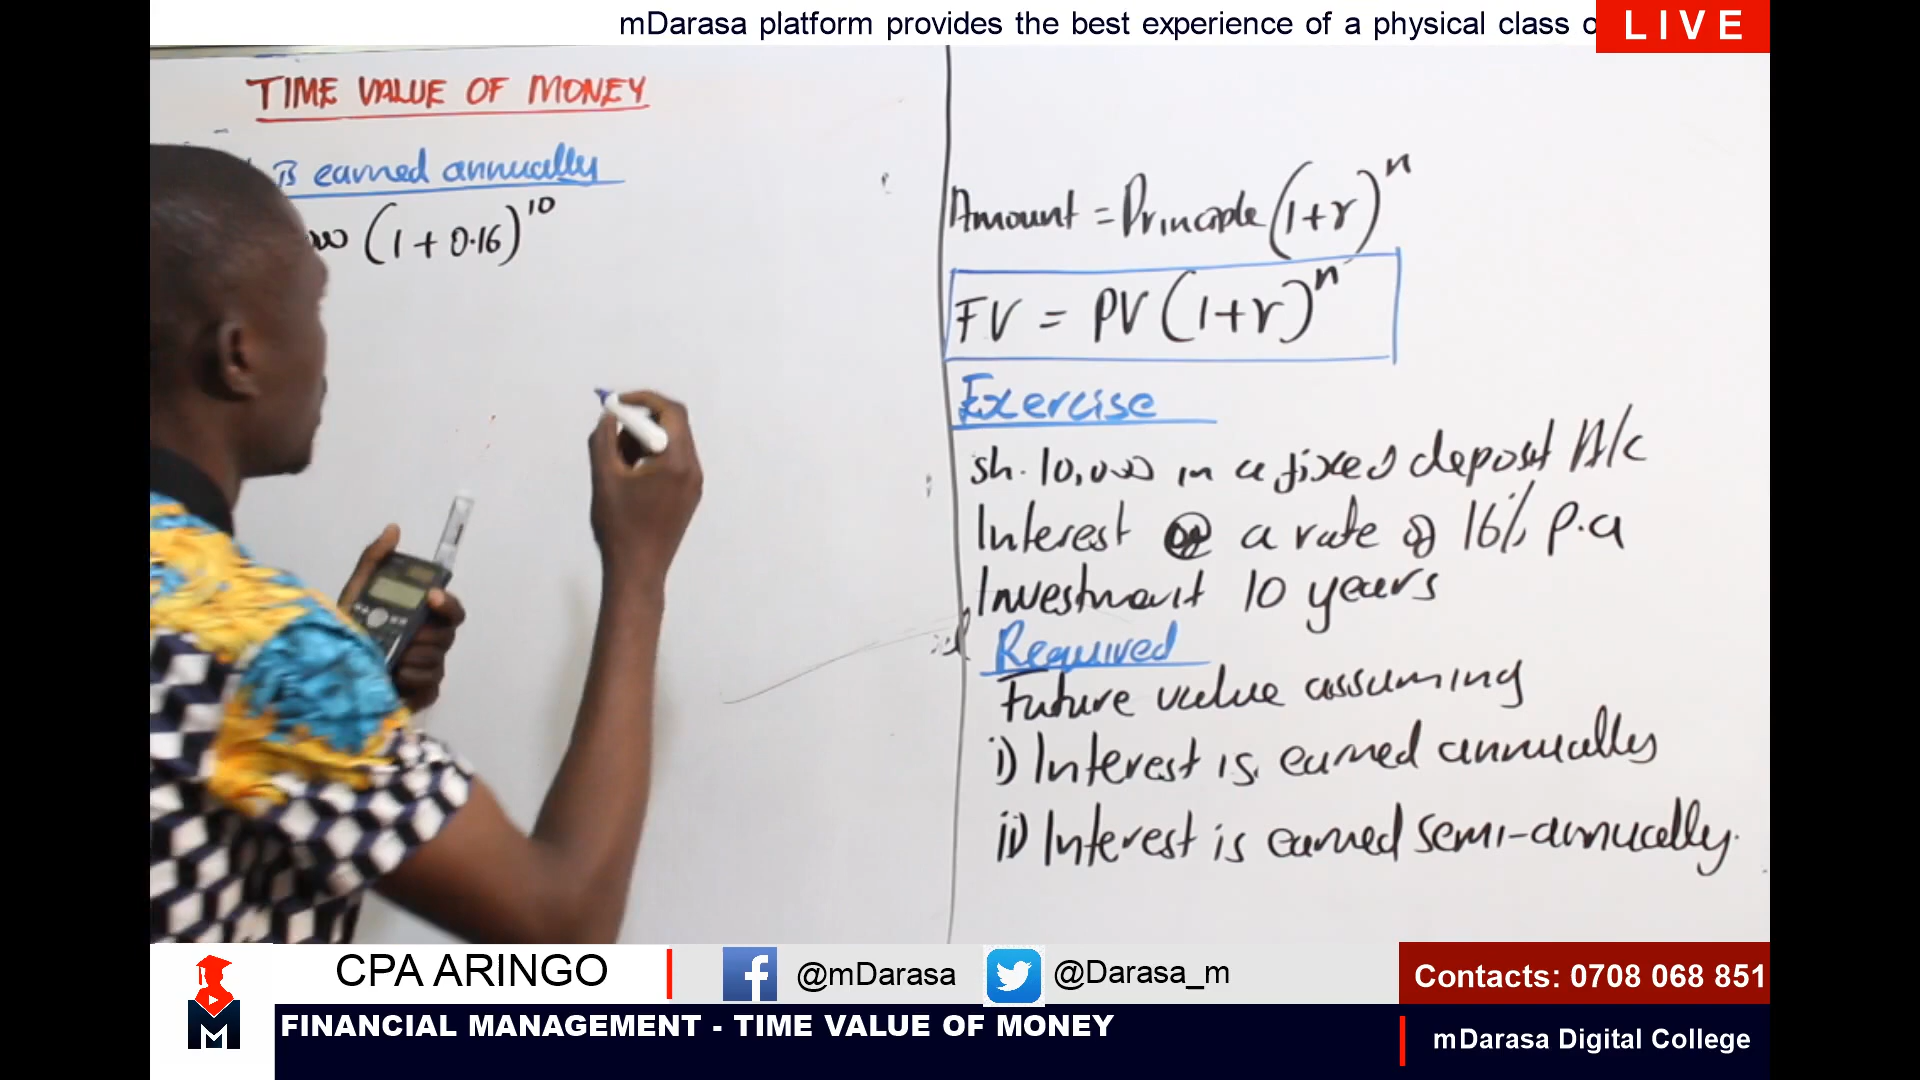 mDarasa platform provides the best experience of a physical class o
LIVE
TIME VALUE OF MONEY
is earned annually
(1+0.16)^10
Amount = Principle (1+r)^n
FV = PV (1+r)^n
Exercise
sh. 10,000 in a fixed deposit A/c
Interest @ a rate of 16% p.a
Investment 10 years
Required
Future value assuming
i) Interest is earned annually
ii) Interest is earned semi-annually.
CPA ARINGO
@mDarasa
@Darasa_m
Contacts: 0708 068 851
M
FINANCIAL MANAGEMENT - TIME VALUE OF MONEY
mDarasa Digital College